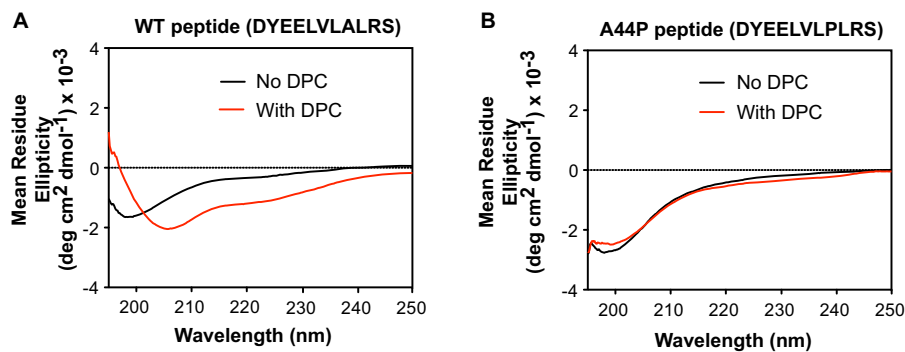 A
WT peptide (DYEELVLALRS)
Mean Residue
Ellipticity
(deg cm2 dmol-1) x 10-3
4
2
0
-2
-4
No DPC
With DPC
200
210
220
230
240
250
Wavelength (nm)
B
A44P peptide (DYEELVLPLRS)
Mean Residue
Ellipticity
(deg cm2 dmol-1) x 10-3
4
2
0
-2
-4
No DPC
With DPC
200
210
220
230
240
250
Wavelength (nm)